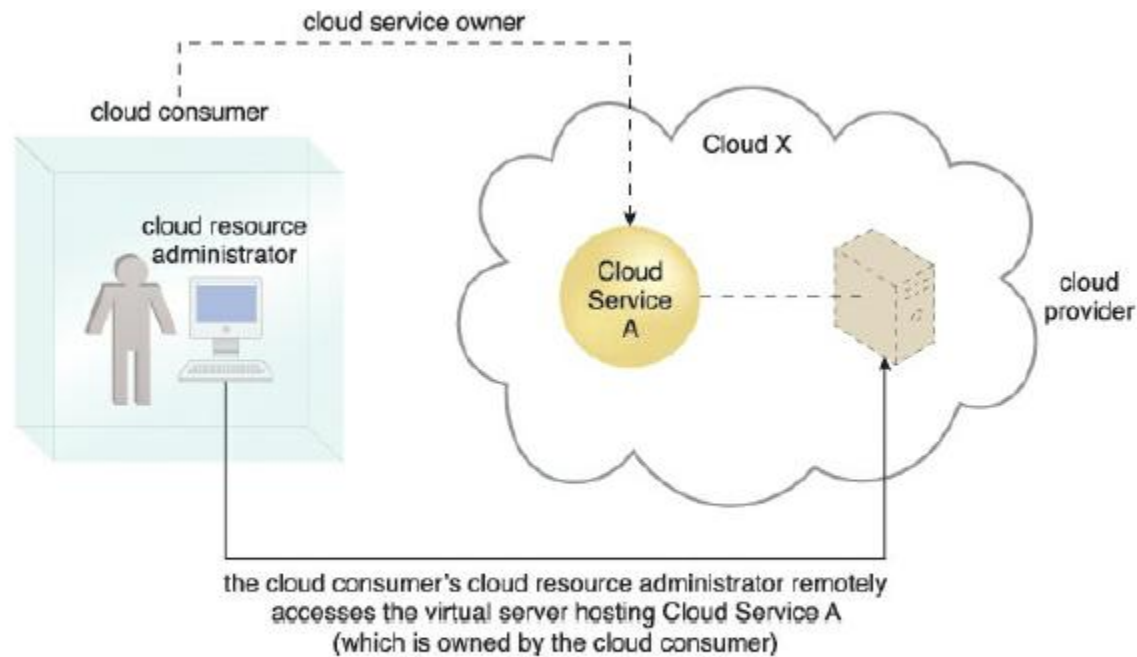 cloud service owner
cloud consumer
Cloud X
cloud resource
administrator
Cloud
Service
A
cloud
provider
the cloud consumer's cloud resource administrator remotely
accesses the virtual server hosting Cloud Service A
(which is owned by the cloud consumer)